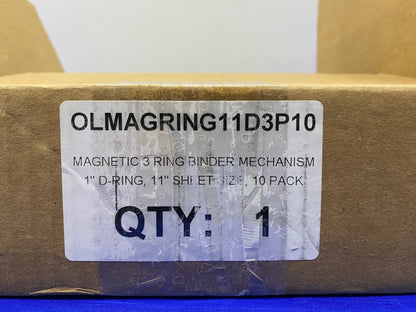 OLMAGRING11D3P10
MAGNETIC 3 RING BINDER MECHANISM
1" D-RING, 11" SHEET SIZE, 10 PACK
QTY: 1